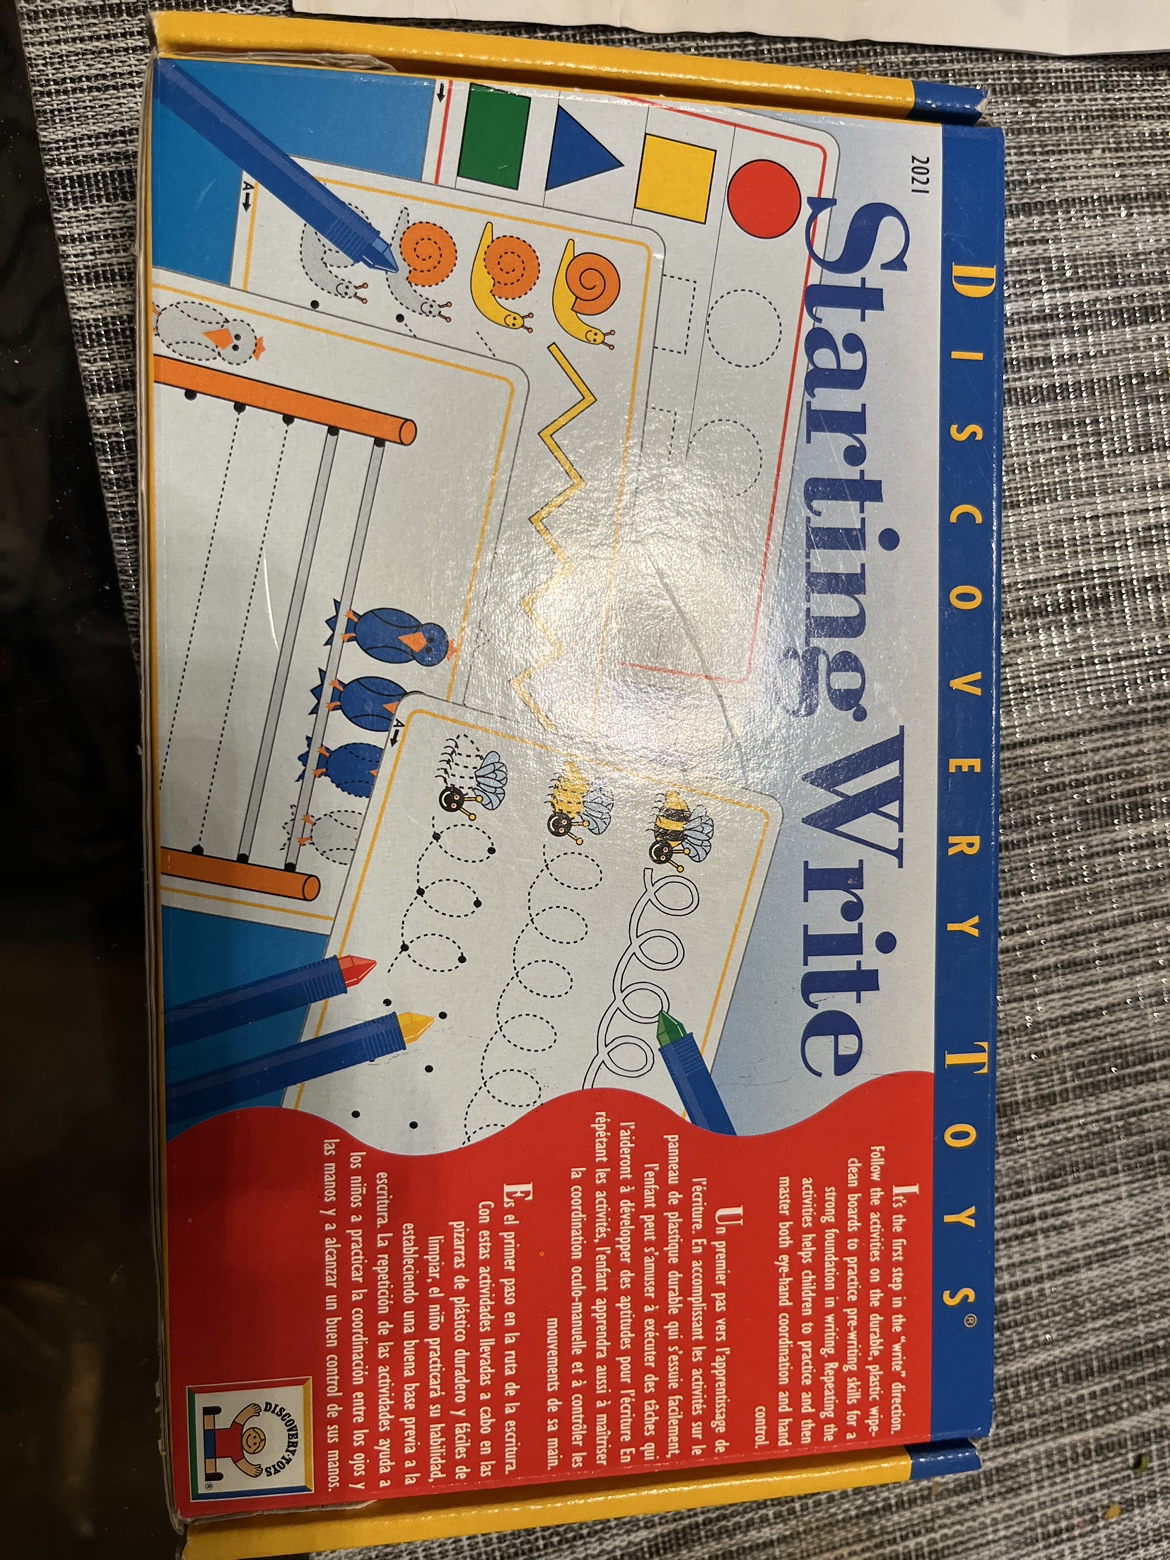 DISCOVERY TOYS®
2021
Starting Write
It's the first step in the "write" direction.
Follow the activities on the durable, plastic wipe-
clean boards to practice pre-writing skills for a
strong foundation in writing. Repeating the
activities helps children to practice and then
master both eye-hand coordination and hand
control.
Un premier pas vers l'apprentissage de
l'écriture. En accomplissant les activités sur le
panneau de plastique durable qui s'essuie facilement,
l'enfant peut s'amuser à exécuter des tâches qui
l'aideront à développer des aptitudes pour l'écriture. En
répétant les activités, l'enfant apprendra aussi à maîtriser
la coordination oculo-manuelle et à contrôler les
mouvements de sa main.
Es el primer paso en la ruta de la escritura.
Con estas actividades llevadas a cabo en las
pizarras de plástico duradero y fáciles de
limpiar, el niño practicará su habilidad,
estableciendo una buena base previa a la
escritura. La repetición de las actividades ayuda a
los niños a practicar la coordinación entre los ojos y
las manos y a alcanzar un buen control de sus manos.
A
A
DISCOVERY TOYS
®